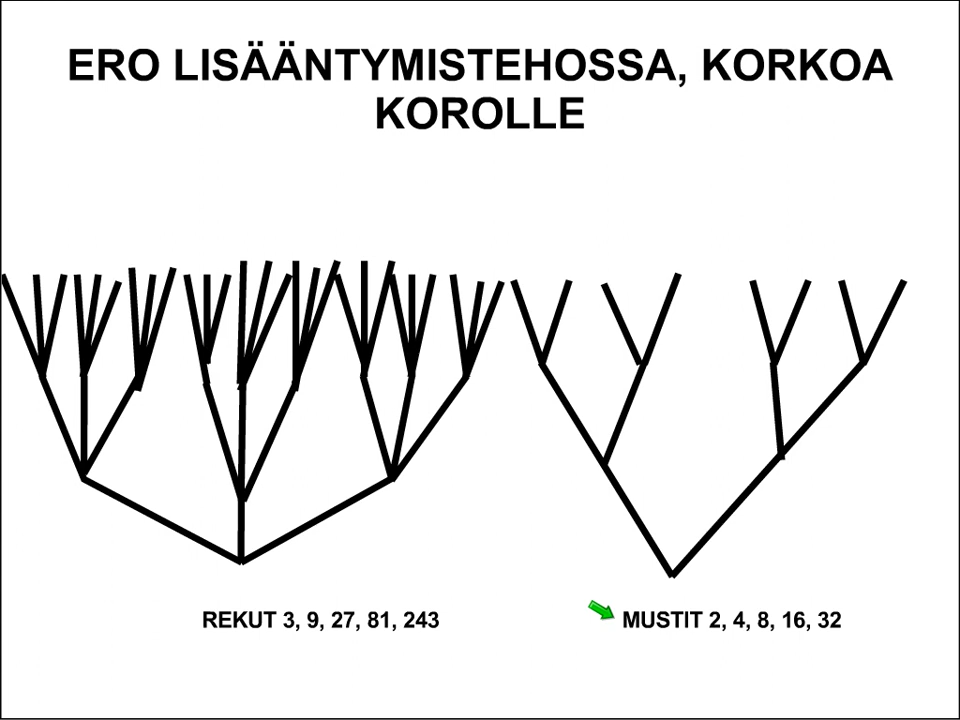 ERO LISÄÄNTYMISTEHOSSA, KORKOA
KOROLLE
REKUT 3, 9, 27, 81, 243
MUSTIT 2, 4, 8, 16, 32